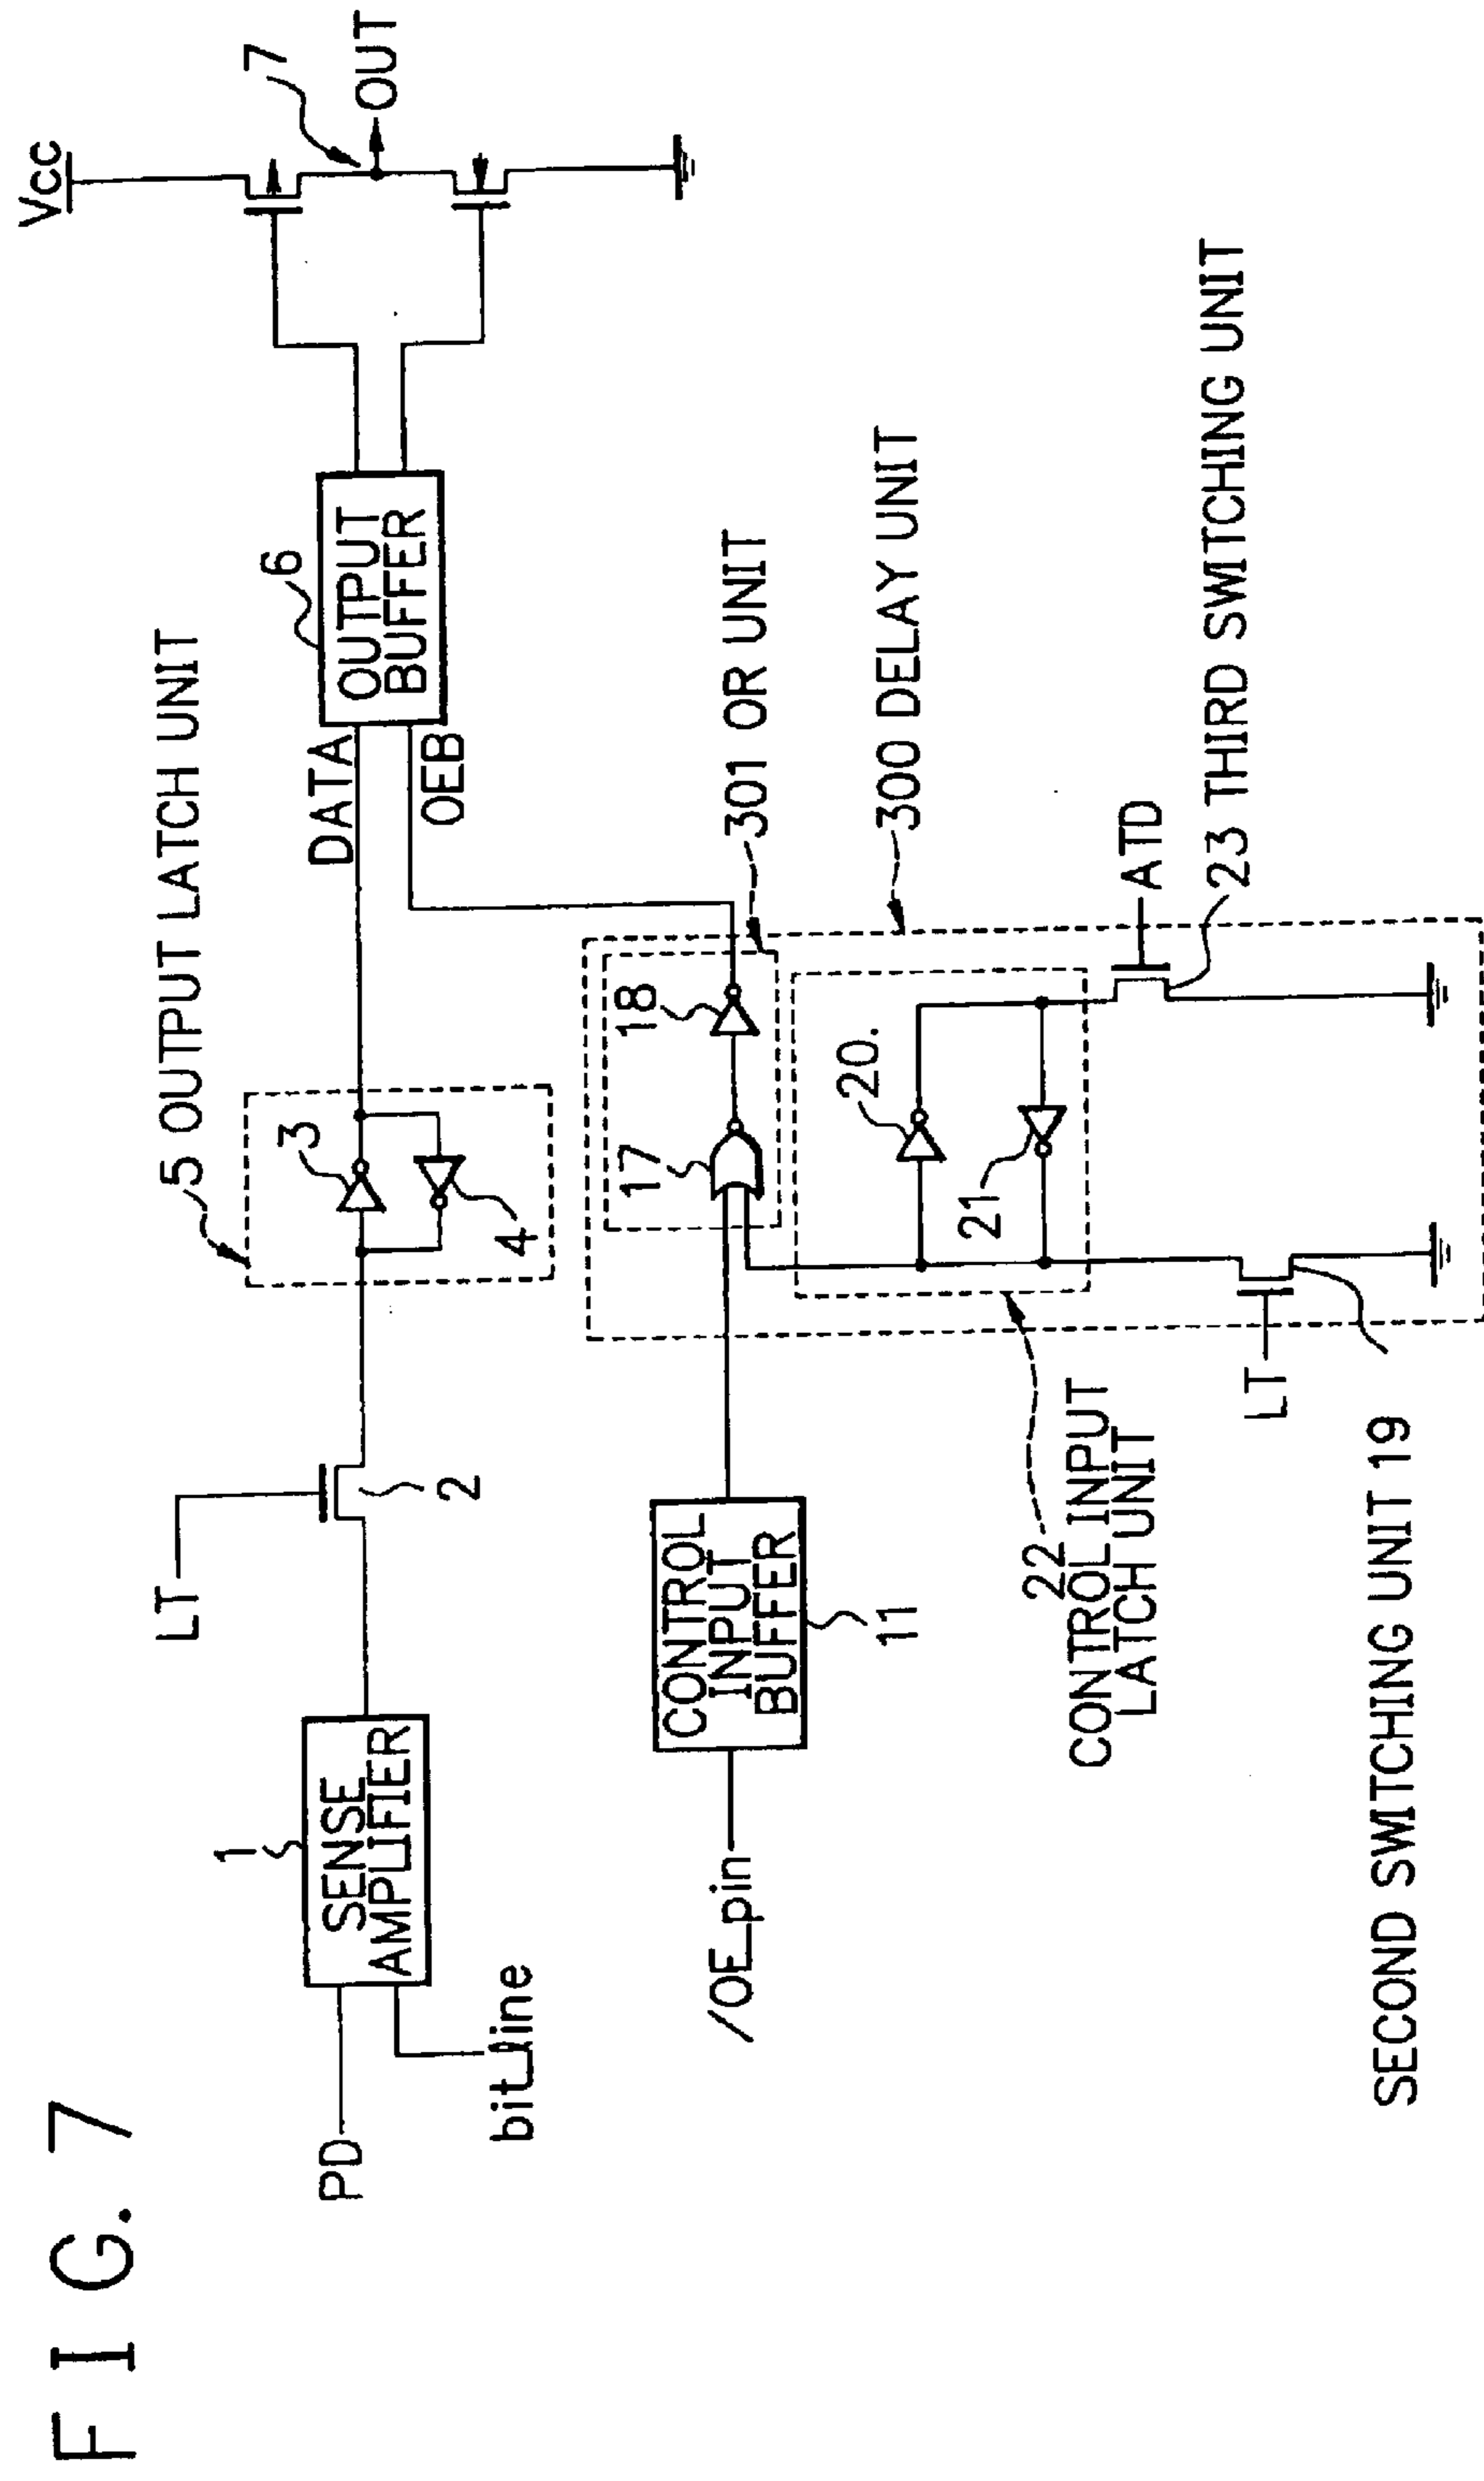 FIG. 7
Vcc
7
OUT
5 OUTPUT LATCH UNIT
6
OUTPUT
BUFFER
DATA
OEB
3
4
LT
2
1
SENSE
AMPLIFIER
PD
bit_line
301 OR UNIT
300 DELAY UNIT
18
17
20.
21
ATD
23 THIRD SWITCHING UNIT
CONTROL
INPUT
BUFFER
11
/OE_pin
22
CONTROL INPUT
LATCH UNIT
LT
SECOND SWITCHING UNIT 19